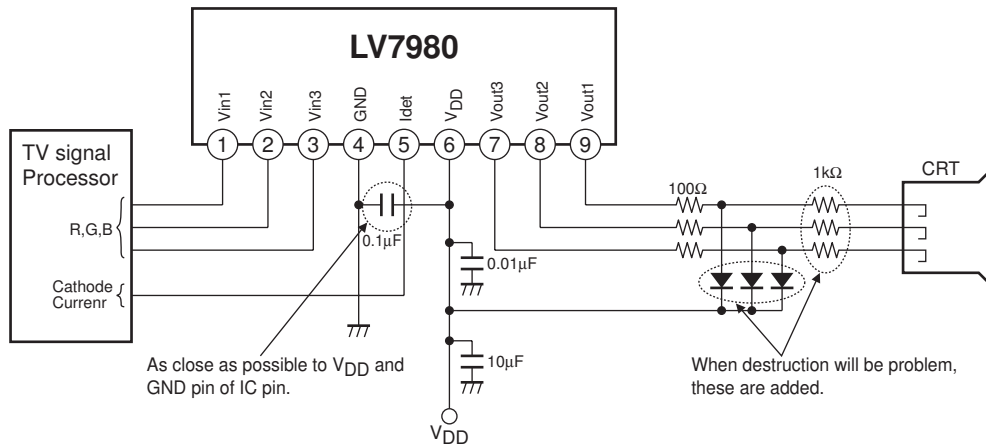 LV7980
Vin1
Vin2
Vin3
GND
Idet
VDD
Vout3
Vout2
Vout1
1
2
3
4
5
6
7
8
9
TV signal
Processor
R,G,B
Cathode
Currenr
0.1μF
0.01μF
10μF
100Ω
1kΩ
CRT
As close as possible to VDD and
GND pin of IC pin.
When destruction will be problem,
these are added.
VDD